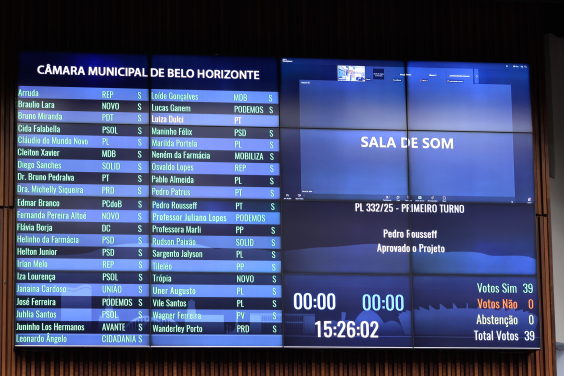 CÂMARA MUNICIPAL DE BELO HORIZONTE
Arruda REP S
Braulio Lara NOVO S
Bruno Miranda PDT S
Cida Falabella PSOL S
Cláudio do Mundo Novo PL S
Cleiton Xavier MDB S
Diego Sanches SOLID S
Dr. Bruno Pedralva PT S
Dra. Michelly Siqueira PRD S
Edmar Branco PCdoB S
Fernanda Pereira Altoé NOVO S
Flávia Borja DC S
Helinho da Farmácia PSD S
Helton Junior PSD S
Irlan Melo REP S
Iza Lourença PSOL S
Janaina Cardoso UNIÃO S
José Ferreira PODEMOS S
Juhlia Santos PSOL S
Juninho Los Hermanos AVANTE S
Leonardo Ângelo CIDADANIA S
Loíde Gonçalves MDB S
Lucas Ganem PODEMOS S
Luiza Dulci PT
Maninho Félix PSD S
Marilda Portela PL S
Neném da Farmácia MOBILIZA S
Osvaldo Lopes REP S
Pablo Almeida PL S
Pedro Patrus PT S
Pedro Rousseff PT S
Professor Juliano Lopes PODEMOS
Professora Marli PP S
Rudson Paixão SOLID S
Sargento Jalyson PL S
Tileléo PP S
Trópia NOVO S
Uner Augusto PL S
Vile Santos PL S
Wagner Ferreira PV S
Wanderley Porto PRD S
SALA DE SOM
PL 332/25 - PRIMEIRO TURNO
Pedro Rousseff
Aprovado o Projeto
00:00 00:00
15:26:02
Votos Sim 39
Votos Não 0
Abstenção 0
Total Votos 39